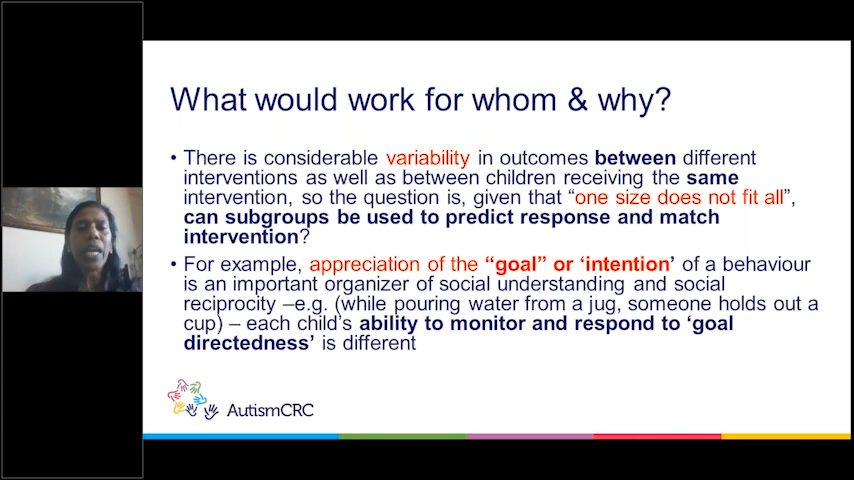 What would work for whom & why?
• There is considerable variability in outcomes between different
interventions as well as between children receiving the same
intervention, so the question is, given that “one size does not fit all”,
can subgroups be used to predict response and match
intervention?
• For example, appreciation of the “goal” or ‘intention’ of a behaviour
is an important organizer of social understanding and social
reciprocity –e.g. (while pouring water from a jug, someone holds out a
cup) – each child’s ability to monitor and respond to ‘goal
directedness’ is different
AutismCRC